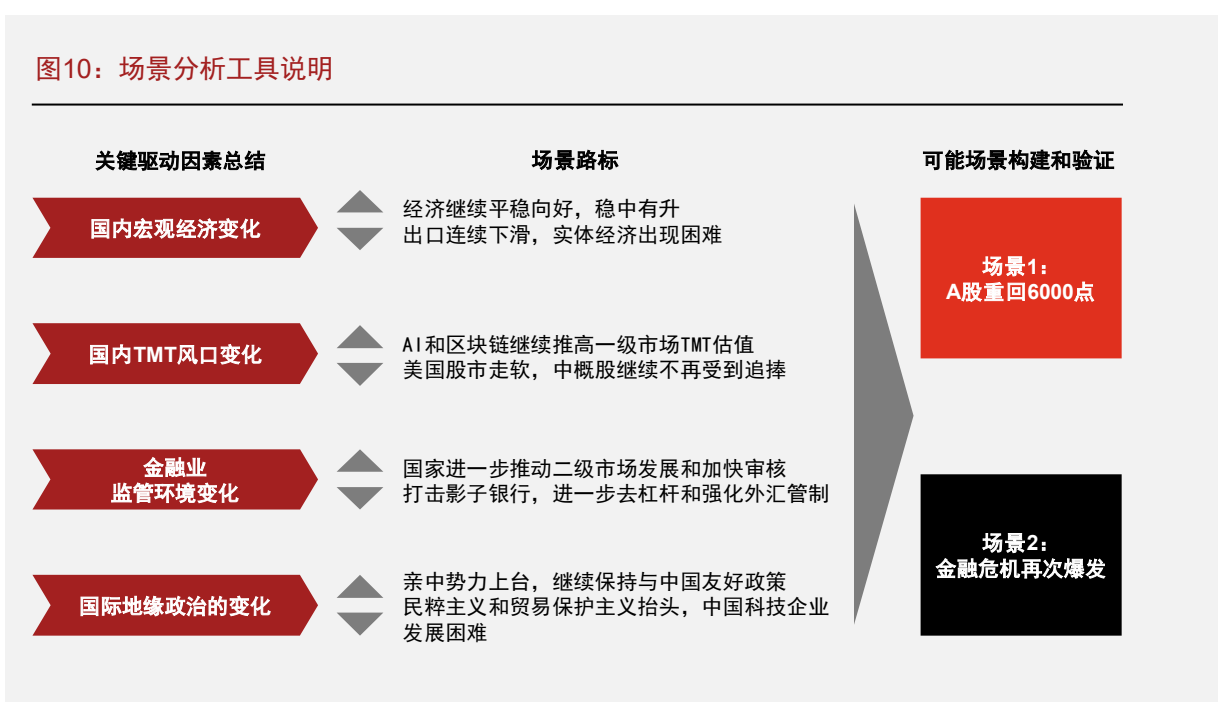 图10：场景分析工具说明
关键驱动因素总结
场景路标
可能场景构建和验证
国内宏观经济变化
经济继续平稳向好，稳中有升
出口连续下滑，实体经济出现困难
国内TMT风口变化
AI和区块链继续推高一级市场TMT估值
美国股市走软，中概股继续不再受到追捧
金融业
监管环境变化
国家进一步推动二级市场发展和加快审核
打击影子银行，进一步去杠杆和强化外汇管制
国际地缘政治的变化
亲中势力上台，继续保持与中国友好政策
民粹主义和贸易保护主义抬头，中国科技企业
发展困难
场景1：
A股重回6000点
场景2：
金融危机再次爆发